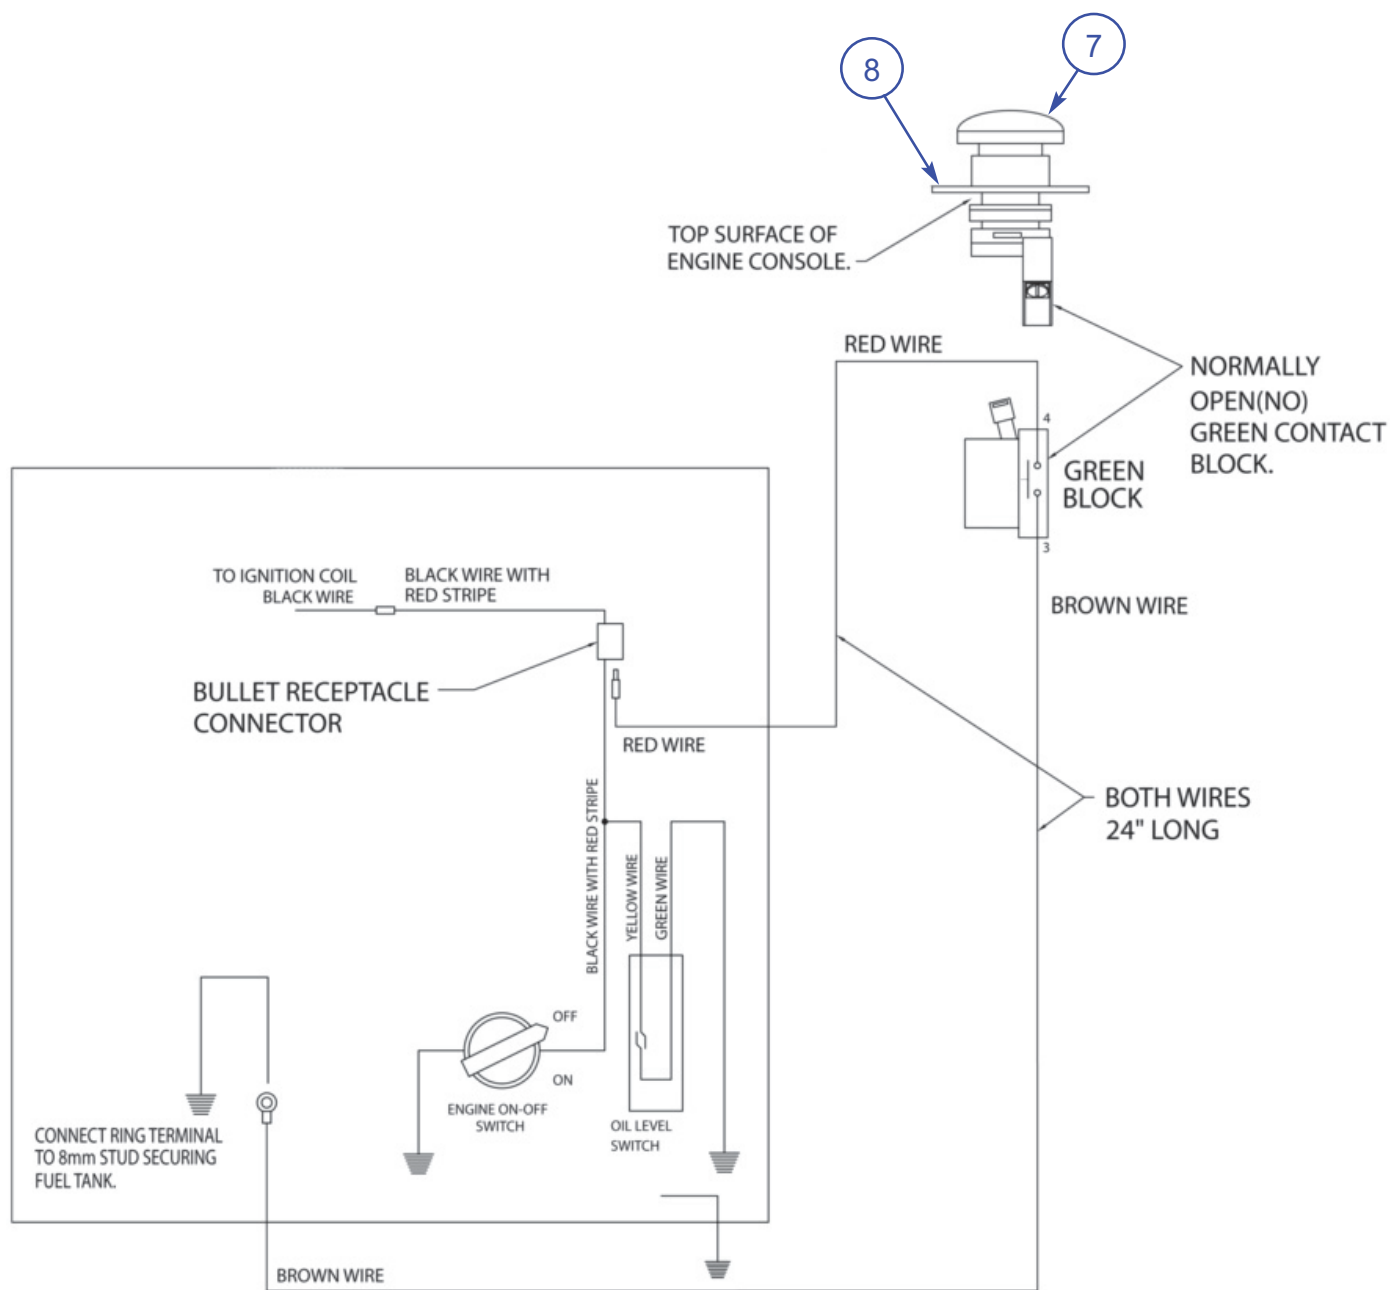 7
8
TOP SURFACE OF
ENGINE CONSOLE.
RED WIRE
NORMALLY
OPEN(NO)
GREEN CONTACT
BLOCK.
4
GREEN
BLOCK
3
TO IGNITION COIL
BLACK WIRE
BLACK WIRE WITH
RED STRIPE
BROWN WIRE
BULLET RECEPTACLE
CONNECTOR
RED WIRE
BLACK WIRE WITH RED STRIPE
YELLOW WIRE
GREEN WIRE
BOTH WIRES
24" LONG
OFF
ON
ENGINE ON-OFF
SWITCH
OIL LEVEL
SWITCH
CONNECT RING TERMINAL
TO 8mm STUD SECURING
FUEL TANK.
BROWN WIRE